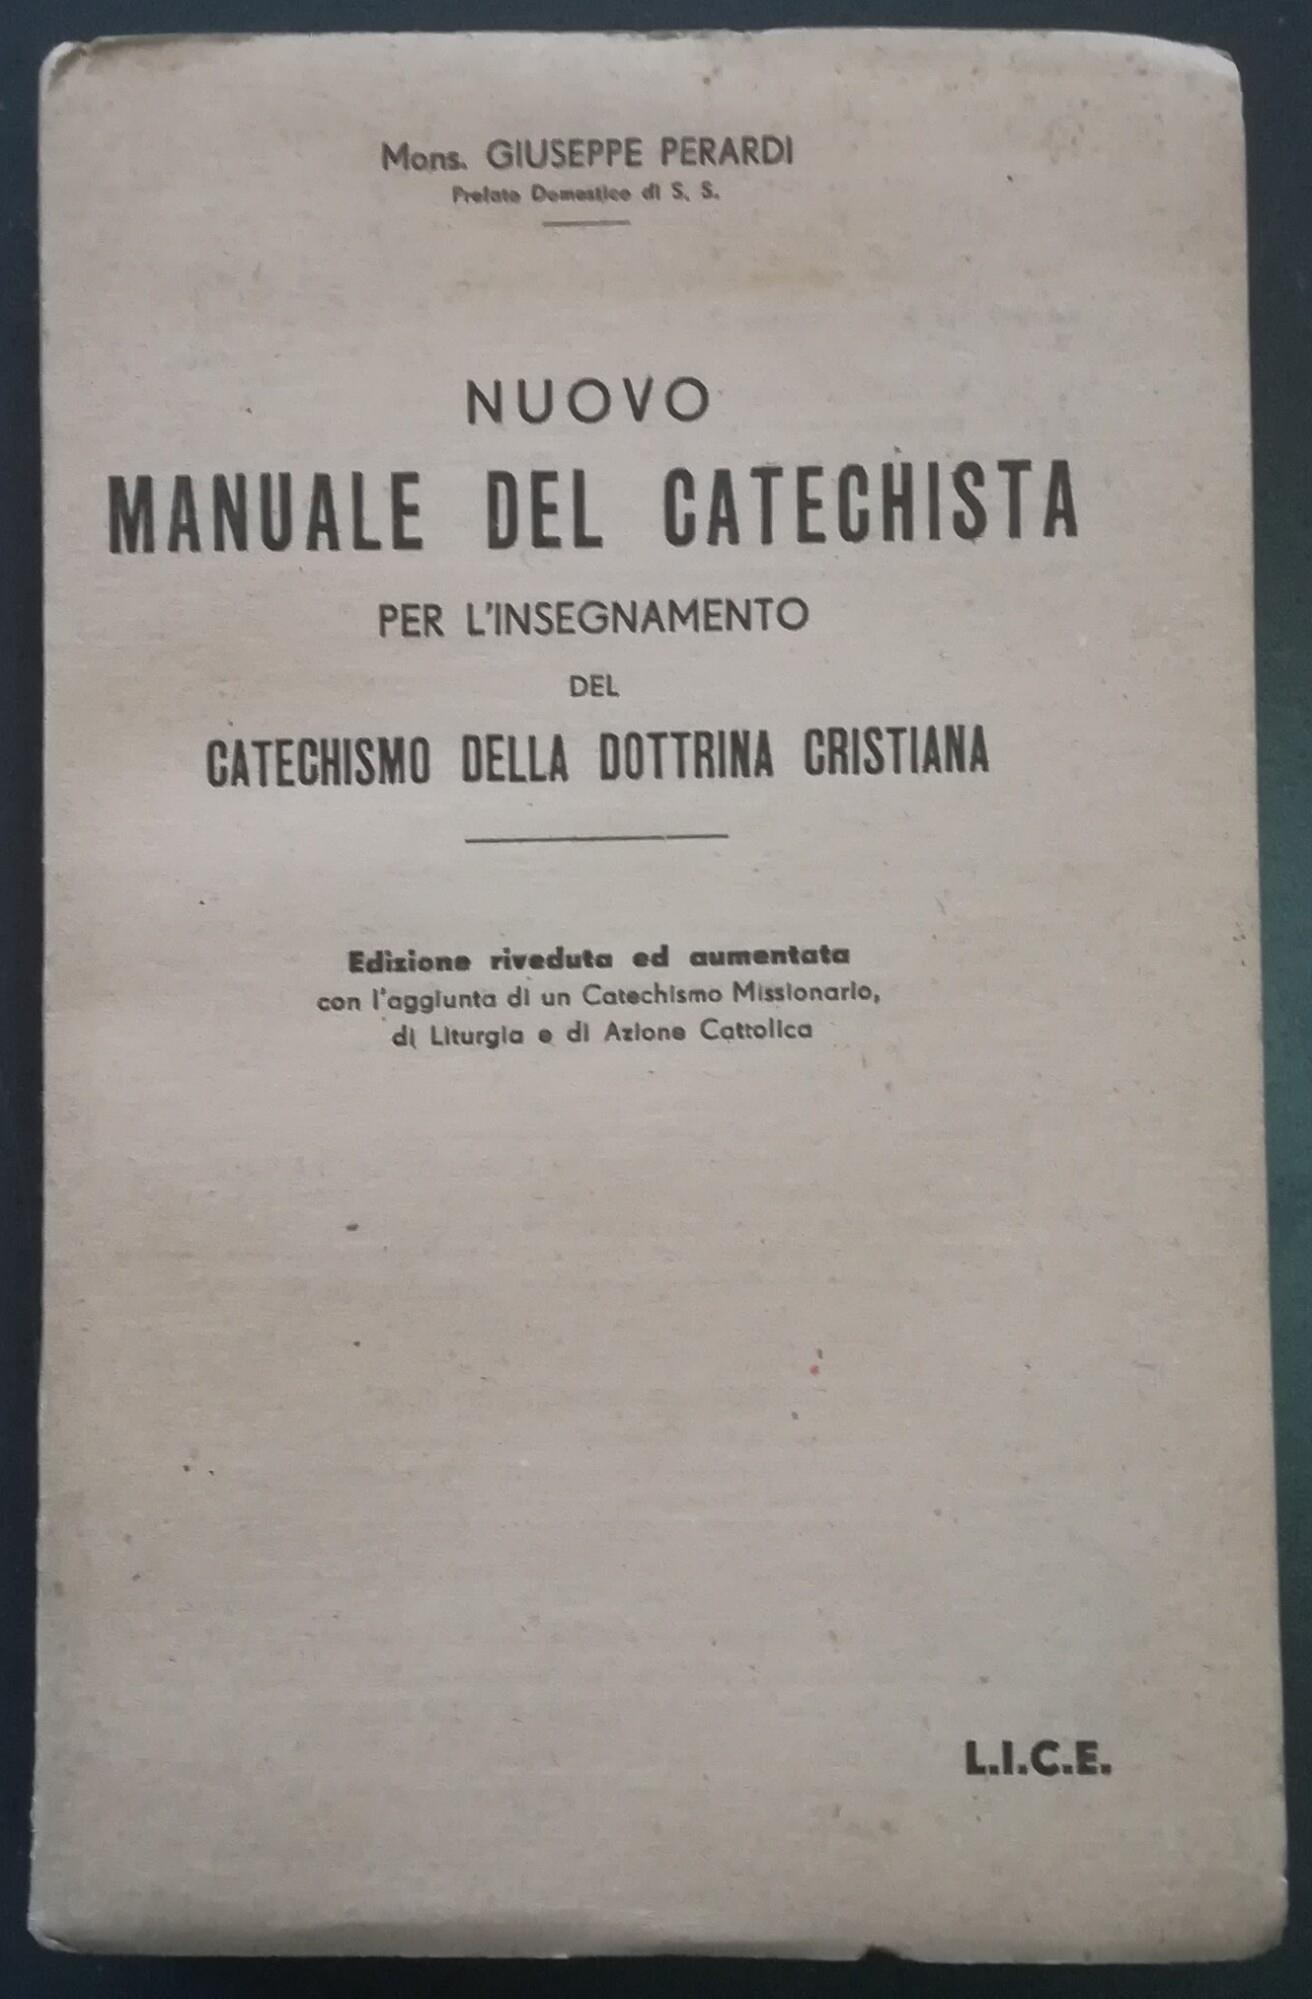 Mons. GIUSEPPE PERARDI
Prelato Domestico di S. S.
NUOVO
MANUALE DEL CATECHISTA
PER L'INSEGNAMENTO
DEL
CATECHISMO DELLA DOTTRINA CRISTIANA
Edizione riveduta ed aumentata
con l'aggiunta di un Catechismo Missionario,
di Liturgia e di Azione Cattolica
L.I.C.E.